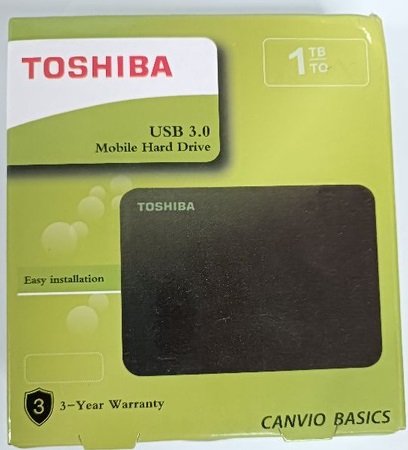 TOSHIBA
1 TB
TO
USB 3.0
Mobile Hard Drive
TOSHIBA
Easy installation
3
3-Year Warranty
CANVIO BASICS